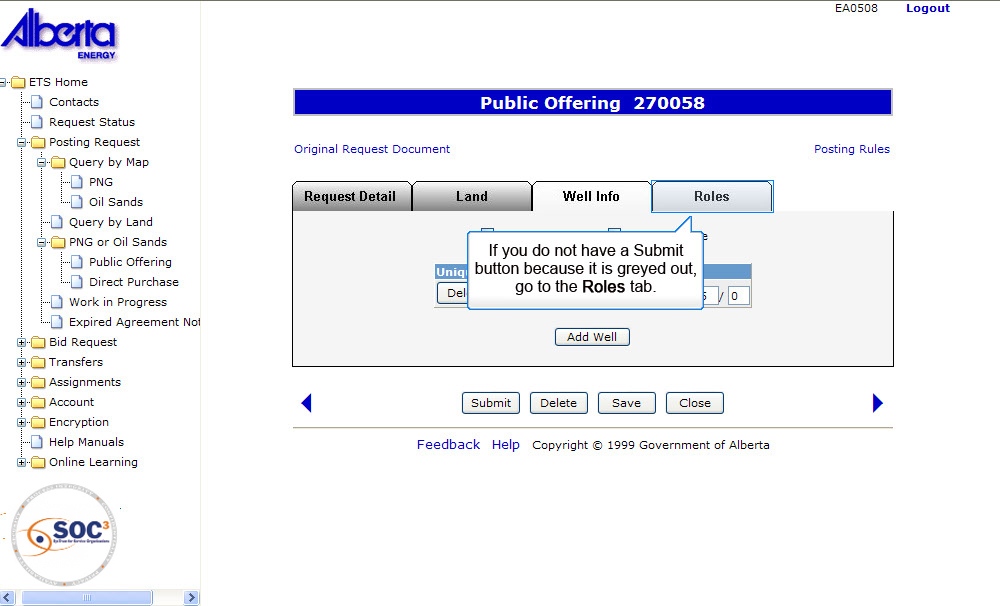 EA0508 Logout
Alberta
ENERGY
ETS Home
Contacts
Request Status
Posting Request
Query by Map
PNG
Oil Sands
Query by Land
PNG or Oil Sands
Public Offering
Direct Purchase
Work in Progress
Expired Agreement Not
Bid Request
Transfers
Assignments
Account
Encryption
Help Manuals
Online Learning
SOC3
Public Offering 270058
Original Request Document Posting Rules
Request Detail Land Well Info Roles
If you do not have a Submit
button because it is greyed out,
go to the Roles tab.
Uniq
Del / 0
Add Well
Submit Delete Save Close
Feedback Help Copyright © 1999 Government of Alberta